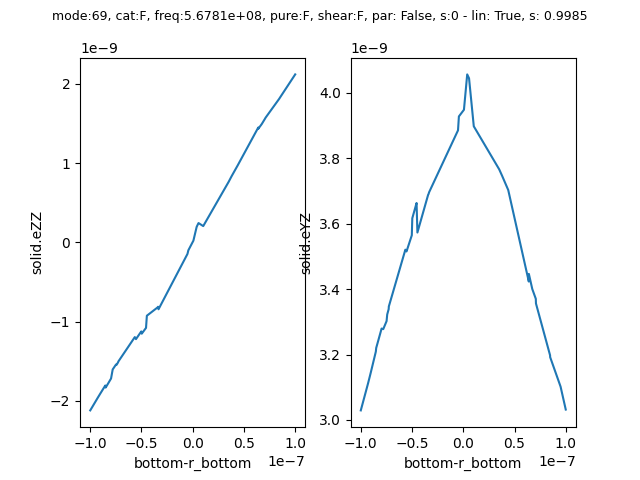 mode:69, cat:F, freq:5.6781e+08, pure:F, shear:F, par: False, s:0 - lin: True, s: 0.9985
1e−9
2
1
0
−1
−2
solid.eZZ
−1.0
−0.5
0.0
0.5
1.0
bottom-r_bottom
1e−7
1e−9
4.0
3.8
3.6
3.4
3.2
3.0
solid.eYZ
−1.0
−0.5
0.0
0.5
1.0
bottom-r_bottom
1e−7